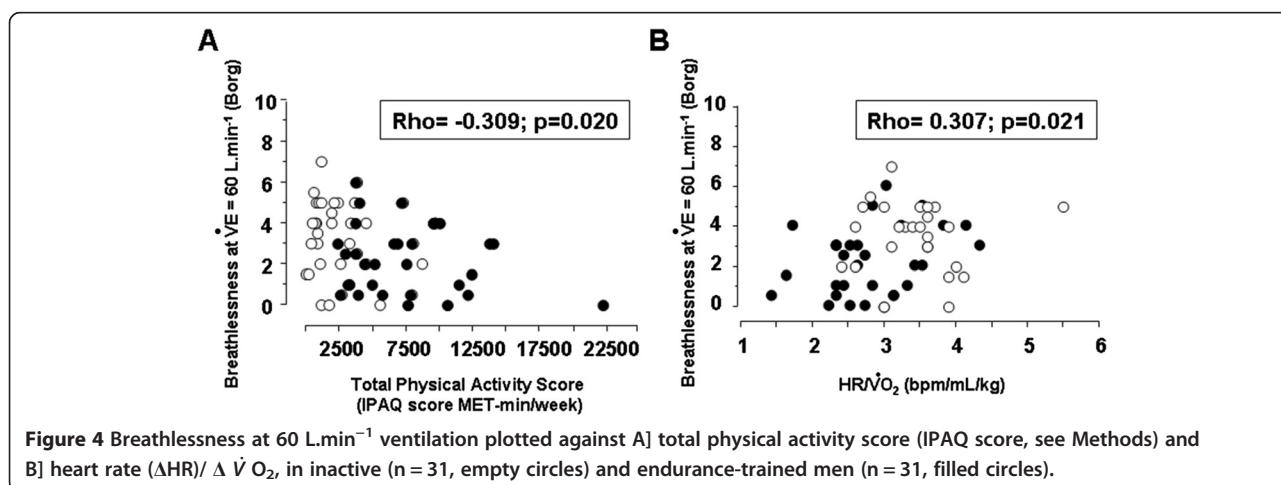 A
Breathlessness at V̇E = 60 L.min⁻¹ (Borg)
10
8
6
4
2
0
Rho= -0.309; p=0.020
2500 7500 12500 17500 22500
Total Physical Activity Score
(IPAQ score MET-min/week)
B
Breathlessness at V̇E = 60 L.min⁻¹ (Borg)
10
8
6
4
2
0
Rho= 0.307; p=0.021
1 2 3 4 5 6
HR/V̇O₂ (bpm/mL/kg)
Figure 4 Breathlessness at 60 L.min⁻¹ ventilation plotted against A] total physical activity score (IPAQ score, see Methods) and
B] heart rate (ΔHR)/ Δ V̇ O₂, in inactive (n = 31, empty circles) and endurance-trained men (n = 31, filled circles).